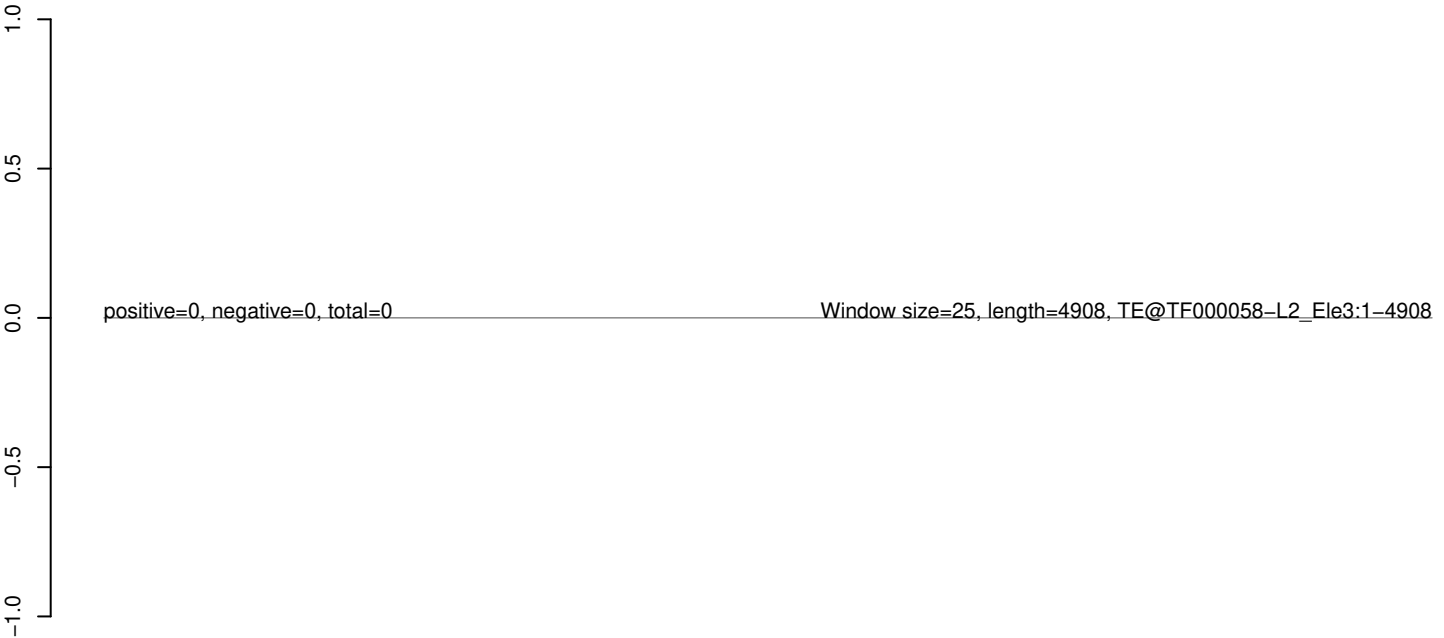 1.0
0.5
0.0
−0.5
−1.0
positive=0, negative=0, total=0
Window size=25, length=4908, TE@TF000058−L2_Ele3:1−4908